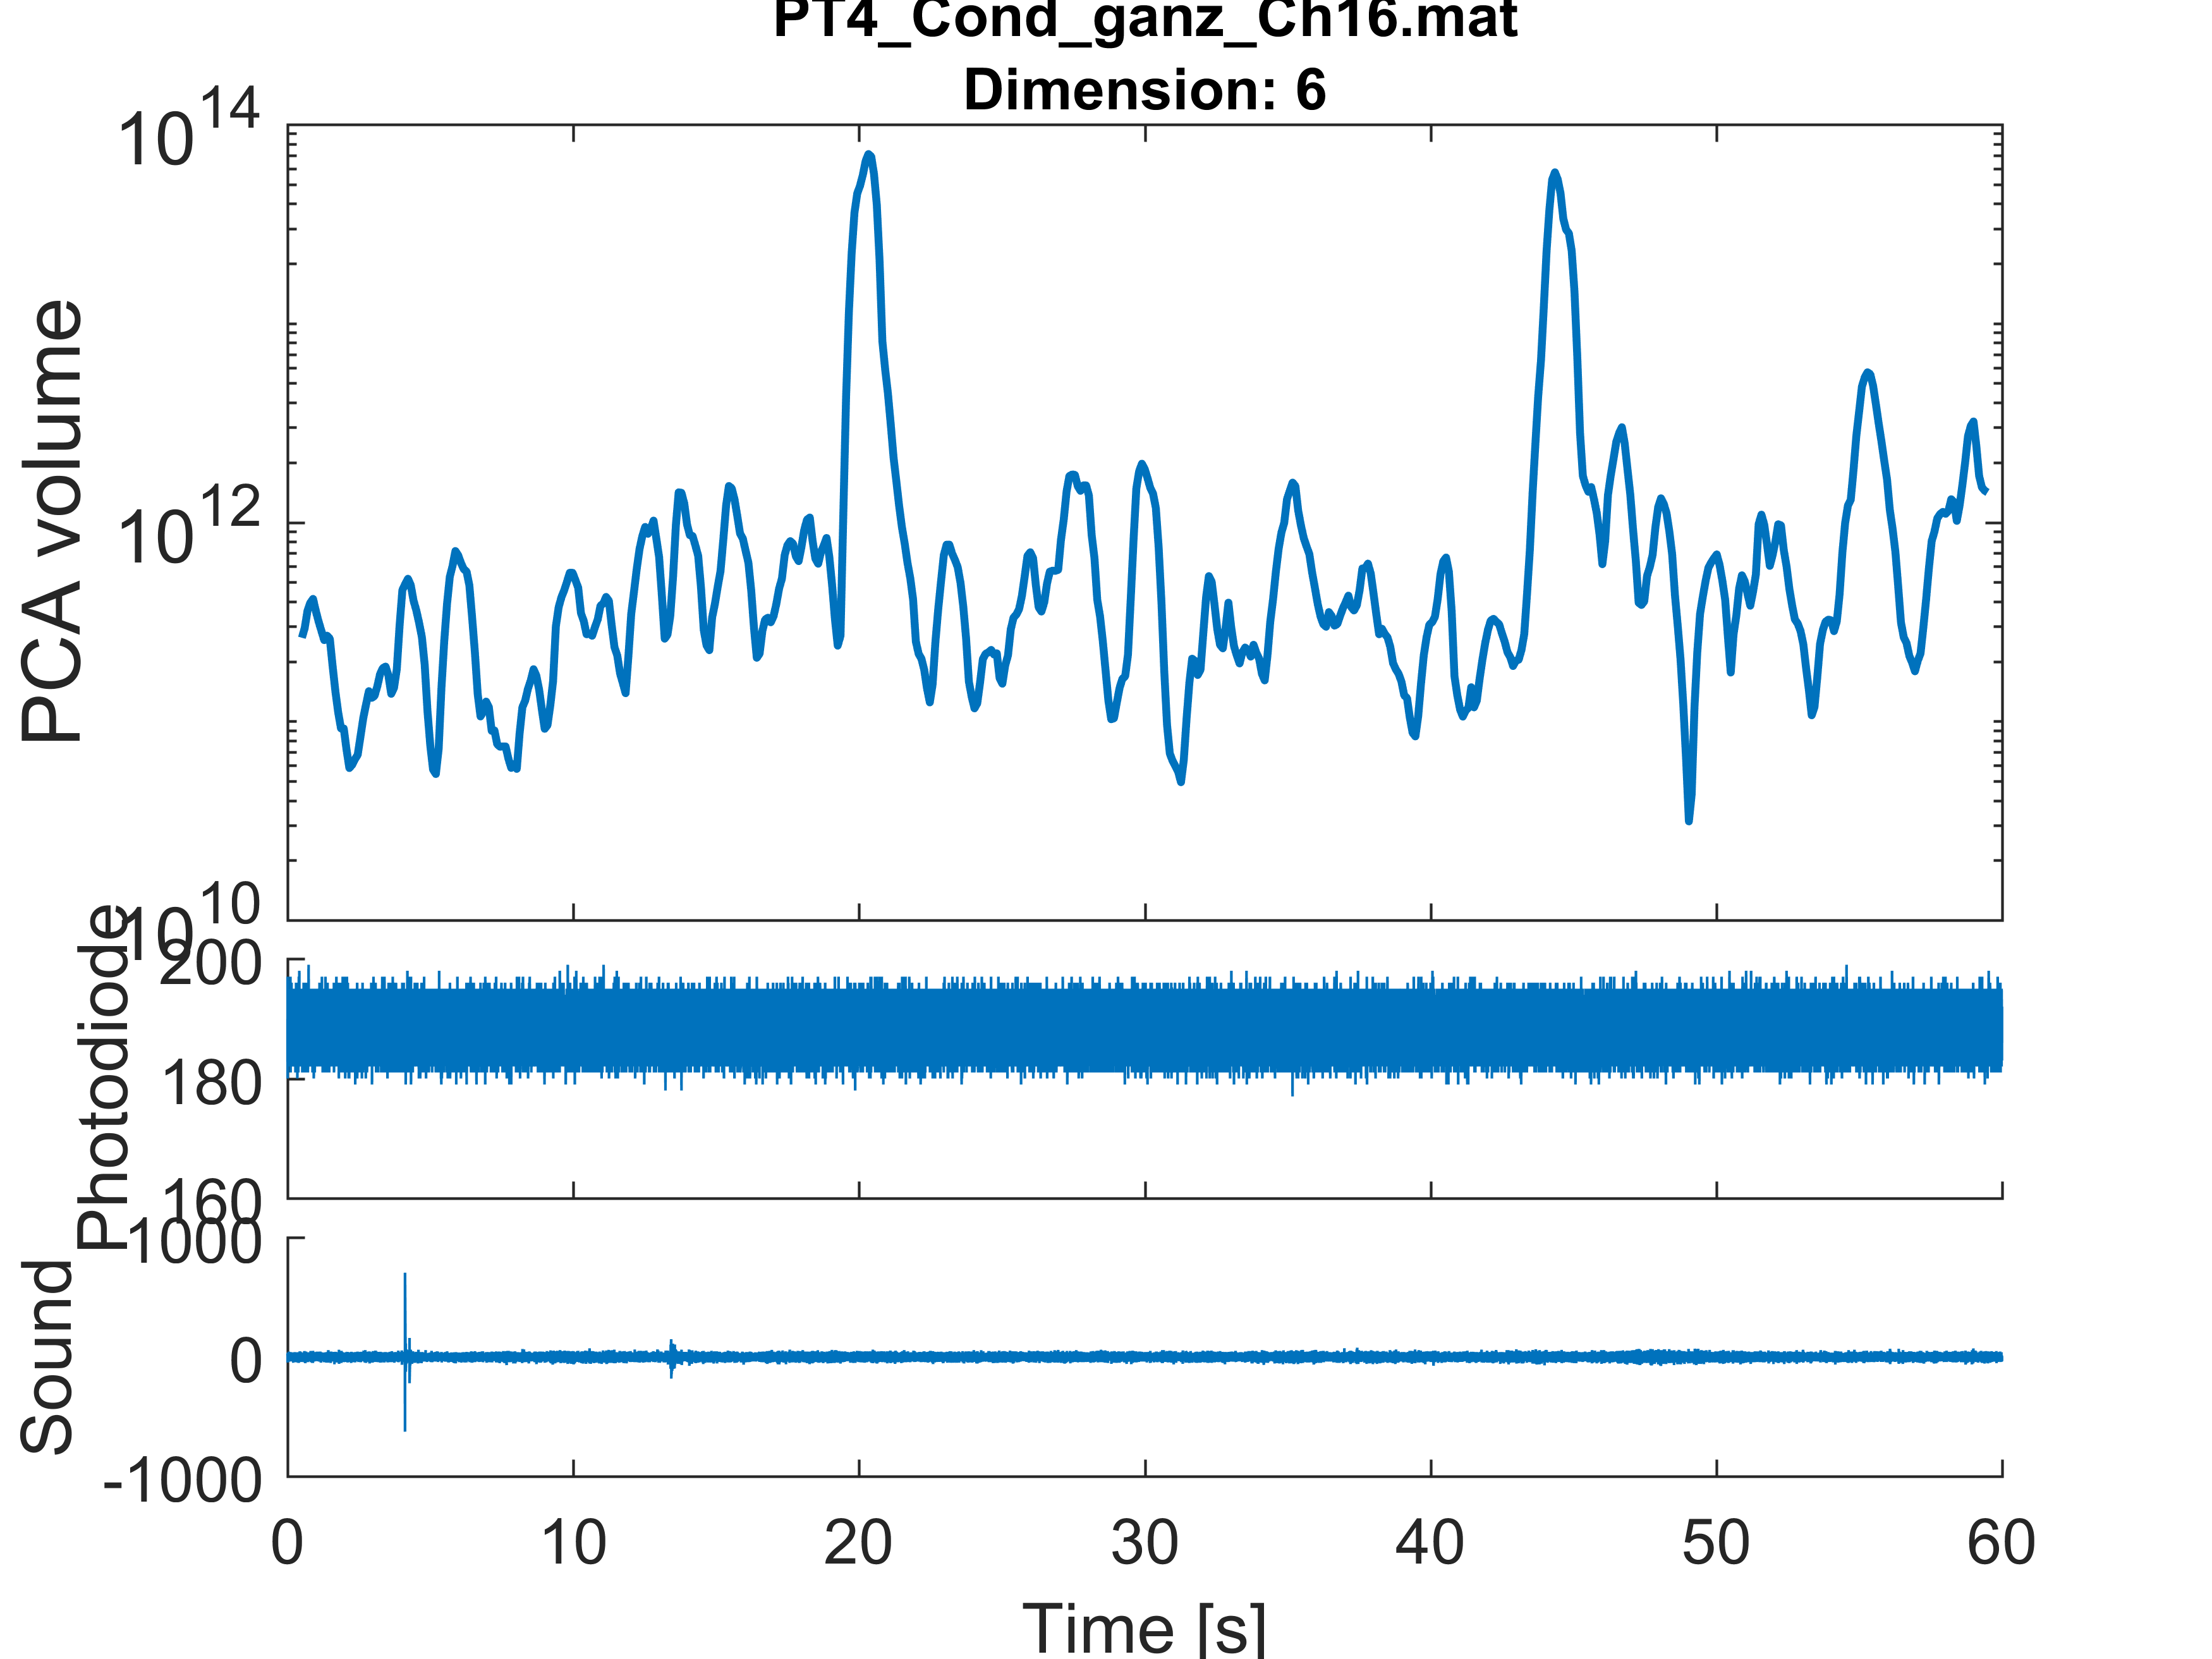 PT4_Cond_ganz_Ch16.mat
Dimension: 6
PCA volume
10^14
10^12
10^10
Photodiode
200
180
160
Sound
1000
0
-1000
0 10 20 30 40 50 60
Time [s]